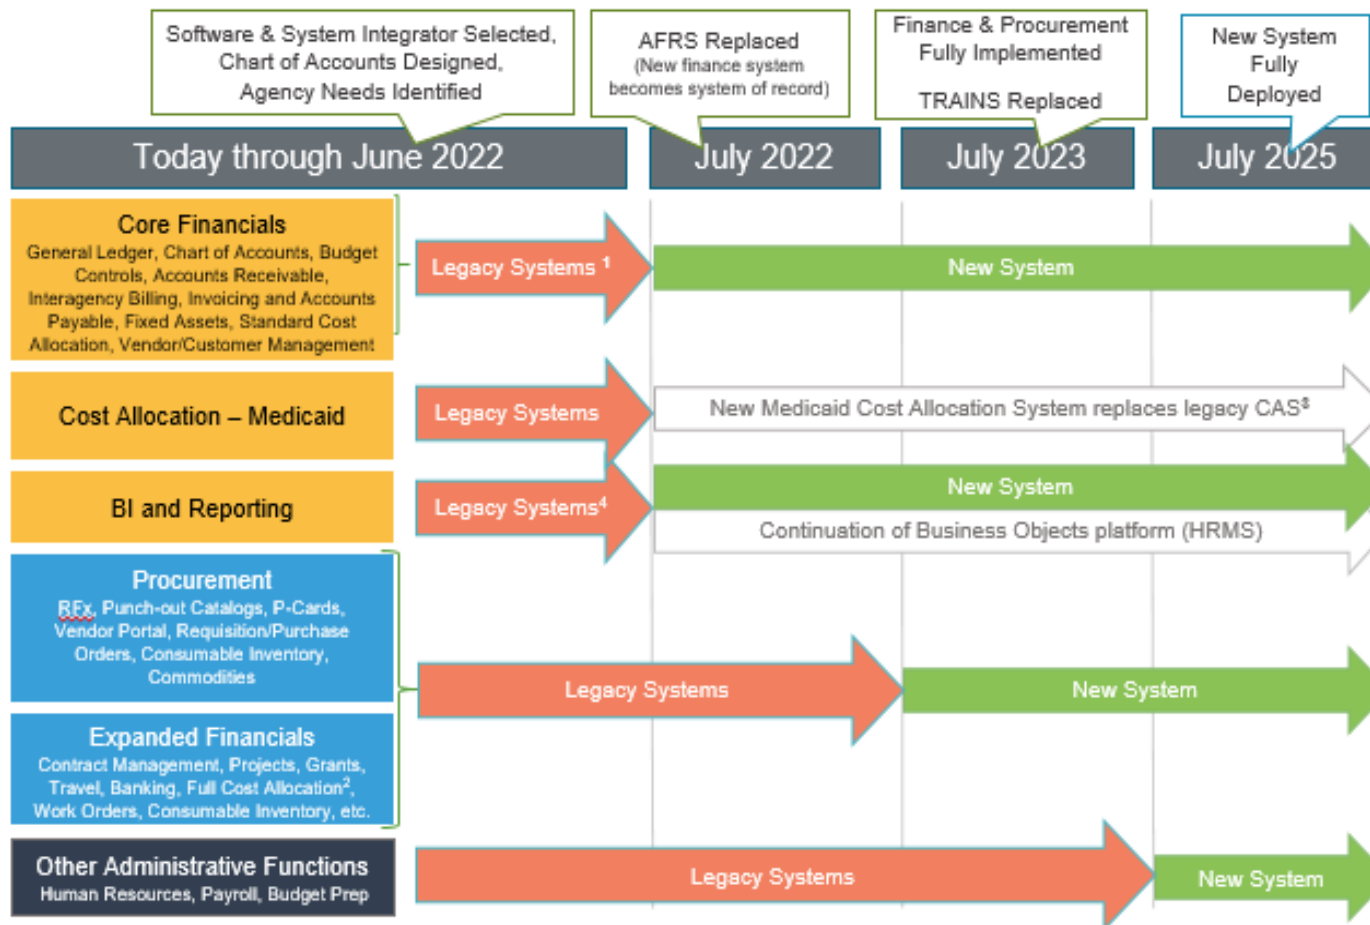 Software & System Integrator Selected,
Chart of Accounts Designed,
Agency Needs Identified
AFRS Replaced
(New finance system
becomes system of record)
Finance & Procurement
Fully Implemented
TRAINS Replaced
New System
Fully
Deployed
Today through June 2022
July 2022
July 2023
July 2025
Core Financials
General Ledger, Chart of Accounts, Budget
Controls, Accounts Receivable,
Interagency Billing, Invoicing and Accounts
Payable, Fixed Assets, Standard Cost
Allocation, Vendor/Customer Management
Legacy Systems ¹
New System
Cost Allocation – Medicaid
Legacy Systems
New Medicaid Cost Allocation System replaces legacy CAS³
BI and Reporting
Legacy Systems⁴
New System
Continuation of Business Objects platform (HRMS)
Procurement
RFx, Punch-out Catalogs, P-Cards,
Vendor Portal, Requisition/Purchase
Orders, Consumable Inventory,
Commodities
Legacy Systems
New System
Expanded Financials
Contract Management, Projects, Grants,
Travel, Banking, Full Cost Allocation²,
Work Orders, Consumable Inventory, etc.
Other Administrative Functions
Human Resources, Payroll, Budget Prep
Legacy Systems
New System